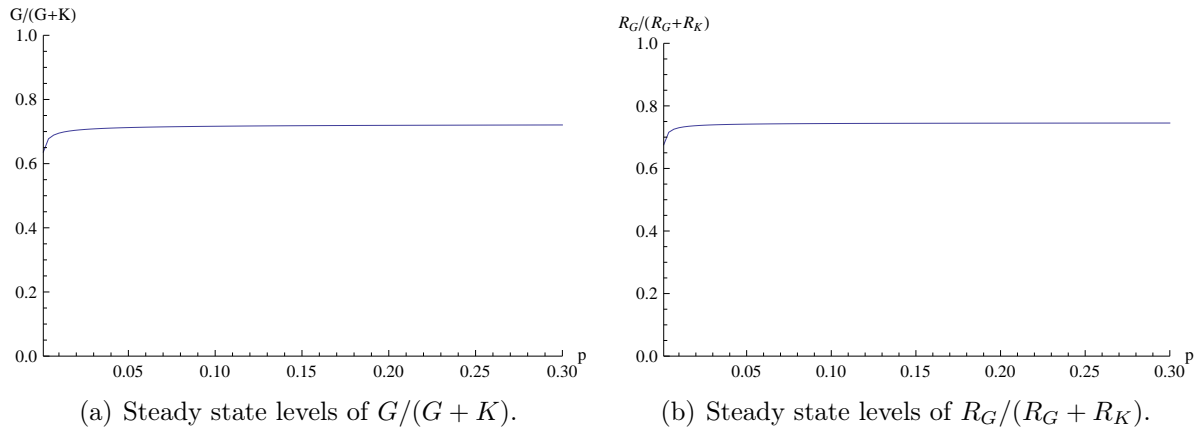 G/(G+K)
1.0
0.8
0.6
0.4
0.2
0.0
0.05 0.10 0.15 0.20 0.25 0.30
p
(a) Steady state levels of G/(G + K).
R_G/(R_G+R_K)
1.0
0.8
0.6
0.4
0.2
0.0
0.05 0.10 0.15 0.20 0.25 0.30
p
(b) Steady state levels of R_G/(R_G + R_K).